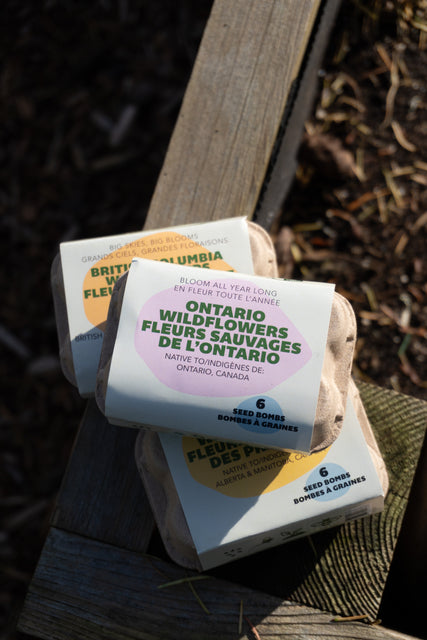 BIG SKIES, BIG BLOOMS
GRANDS CIELS, GRANDES FLORAISONS
COLUMBIA
BRITISH
BLOOM ALL YEAR LONG
EN FLEUR TOUTE L'ANNÉE
ONTARIO
WILDFLOWERS
FLEURS SAUVAGES
DE L'ONTARIO
NATIVE TO/INDIGÈNES DE:
ONTARIO, CANADA
6
SEED BOMBS
BOMBES À GRAINES
DES
NATIVE
ALBERTA & MANITOBA,
6
SEED BOMBS
BOMBES À GRAINES